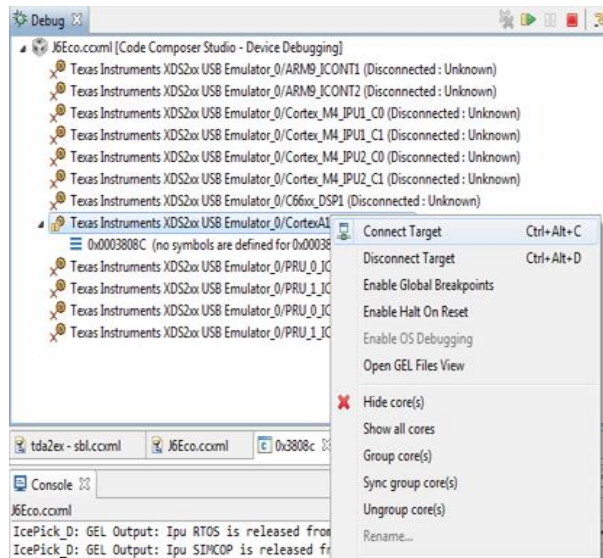 Debug
J6Eco.ccxml [Code Composer Studio - Device Debugging]
Texas Instruments XDS2xx USB Emulator_0/ARM9_ICONT1 (Disconnected : Unknown)
Texas Instruments XDS2xx USB Emulator_0/ARM9_ICONT2 (Disconnected : Unknown)
Texas Instruments XDS2xx USB Emulator_0/Cortex_M4_IPU1_C0 (Disconnected : Unknown)
Texas Instruments XDS2xx USB Emulator_0/Cortex_M4_IPU1_C1 (Disconnected : Unknown)
Texas Instruments XDS2xx USB Emulator_0/Cortex_M4_IPU2_C0 (Disconnected : Unknown)
Texas Instruments XDS2xx USB Emulator_0/Cortex_M4_IPU2_C1 (Disconnected : Unknown)
Texas Instruments XDS2xx USB Emulator_0/C66xx_DSP1 (Disconnected : Unknown)
Texas Instruments XDS2xx USB Emulator_0/CortexA1
0x0003808C (no symbols are defined for 0x00038
Texas Instruments XDS2xx USB Emulator_0/PRU_0_IC
Texas Instruments XDS2xx USB Emulator_0/PRU_1_IC
Texas Instruments XDS2xx USB Emulator_0/PRU_0_IC
Texas Instruments XDS2xx USB Emulator_0/PRU_1_IC
Connect Target Ctrl+Alt+C
Disconnect Target Ctrl+Alt+D
Enable Global Breakpoints
Enable Halt On Reset
Enable OS Debugging
Open GEL Files View
Hide core(s)
Show all cores
Group core(s)
Sync group core(s)
Ungroup core(s)
Rename...
tda2ex - sbl.ccxml J6Eco.ccxml 0x3808c
Console
J6Eco.ccxml
IcePick_D: GEL Output: Ipu RTOS is released from
IcePick_D: GEL Output: Ipu SIMCOP is released fr